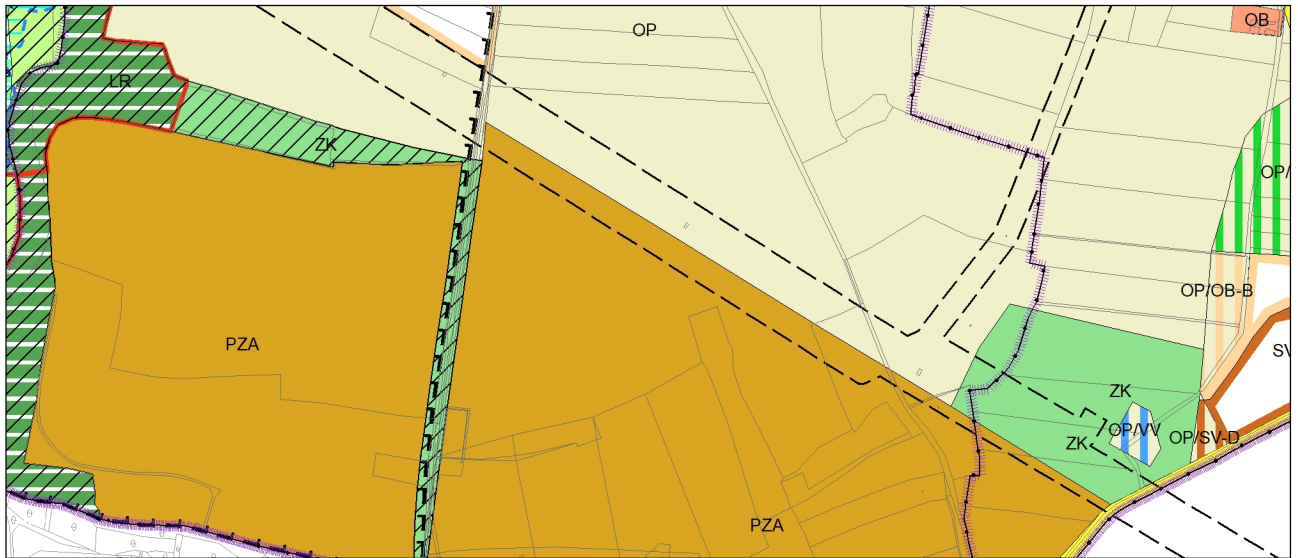 OB
OP
LR
ZK
OP/
OP/OB-B
PZA
SV
ZK
OP/VV
OP/SV-D
ZK
PZA